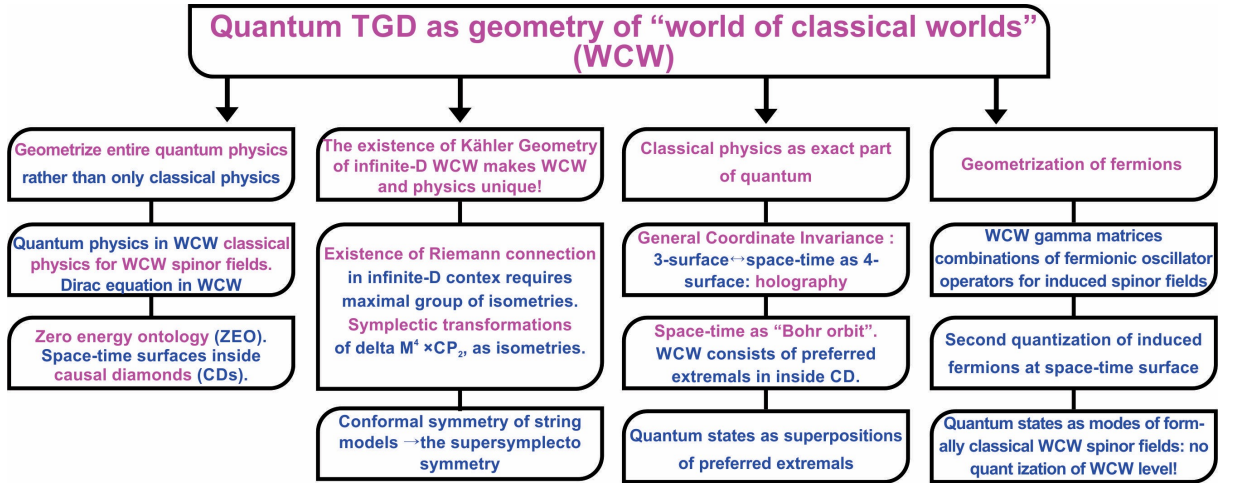 Quantum TGD as geometry of “world of classical worlds”
(WCW)
Geometrize entire quantum physics
rather than only classical physics
Quantum physics in WCW classical
physics for WCW spinor fields.
Dirac equation in WCW
Zero energy ontology (ZEO).
Space-time surfaces inside
causal diamonds (CDs).
The existence of Kähler Geometry
of infinite-D WCW makes WCW
and physics unique!
Existence of Riemann connection
in infinite-D contex requires
maximal group of isometries.
Symplectic transformations
of delta M⁴ ×CP₂, as isometries.
Conformal symmetry of string
models →the supersymplecto
symmetry
Classical physics as exact part
of quantum
General Coordinate Invariance :
3-surface↔space-time as 4-
surface: holography
Space-time as “Bohr orbit”.
WCW consists of preferred
extremals in inside CD.
Quantum states as superpositions
of preferred extremals
Geometrization of fermions
WCW gamma matrices
combinations of fermionic oscillator
operators for induced spinor fields
Second quantization of induced
fermions at space-time surface
Quantum states as modes of form-
ally classical WCW spinor fields: no
quant ization of WCW level!